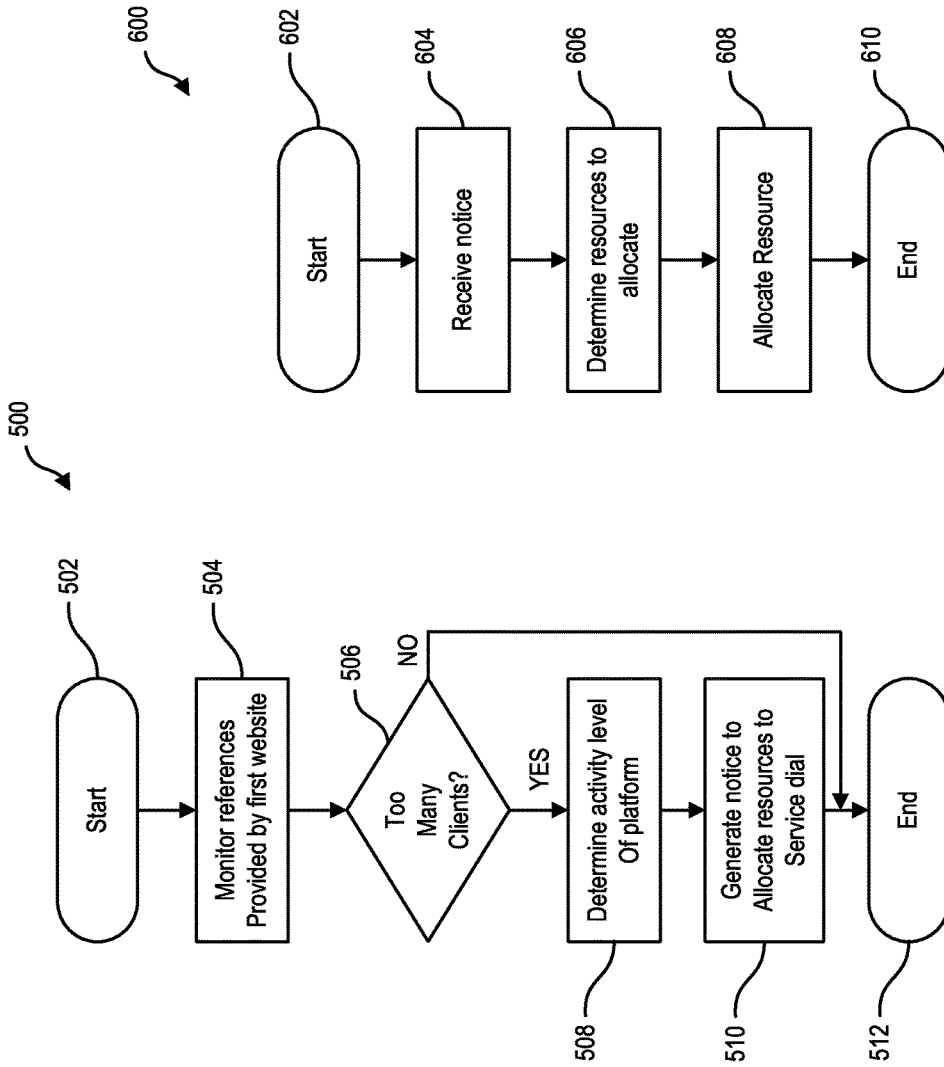 500
Start
502
Monitor references
Provided by first website
504
Too
Many
Clients?
506
NO
YES
Determine activity level
Of platform
508
Generate notice to
Allocate resources to
Service dial
510
End
512
600
Start
602
Receive notice
604
Determine resources to
allocate
606
Allocate Resource
608
End
610